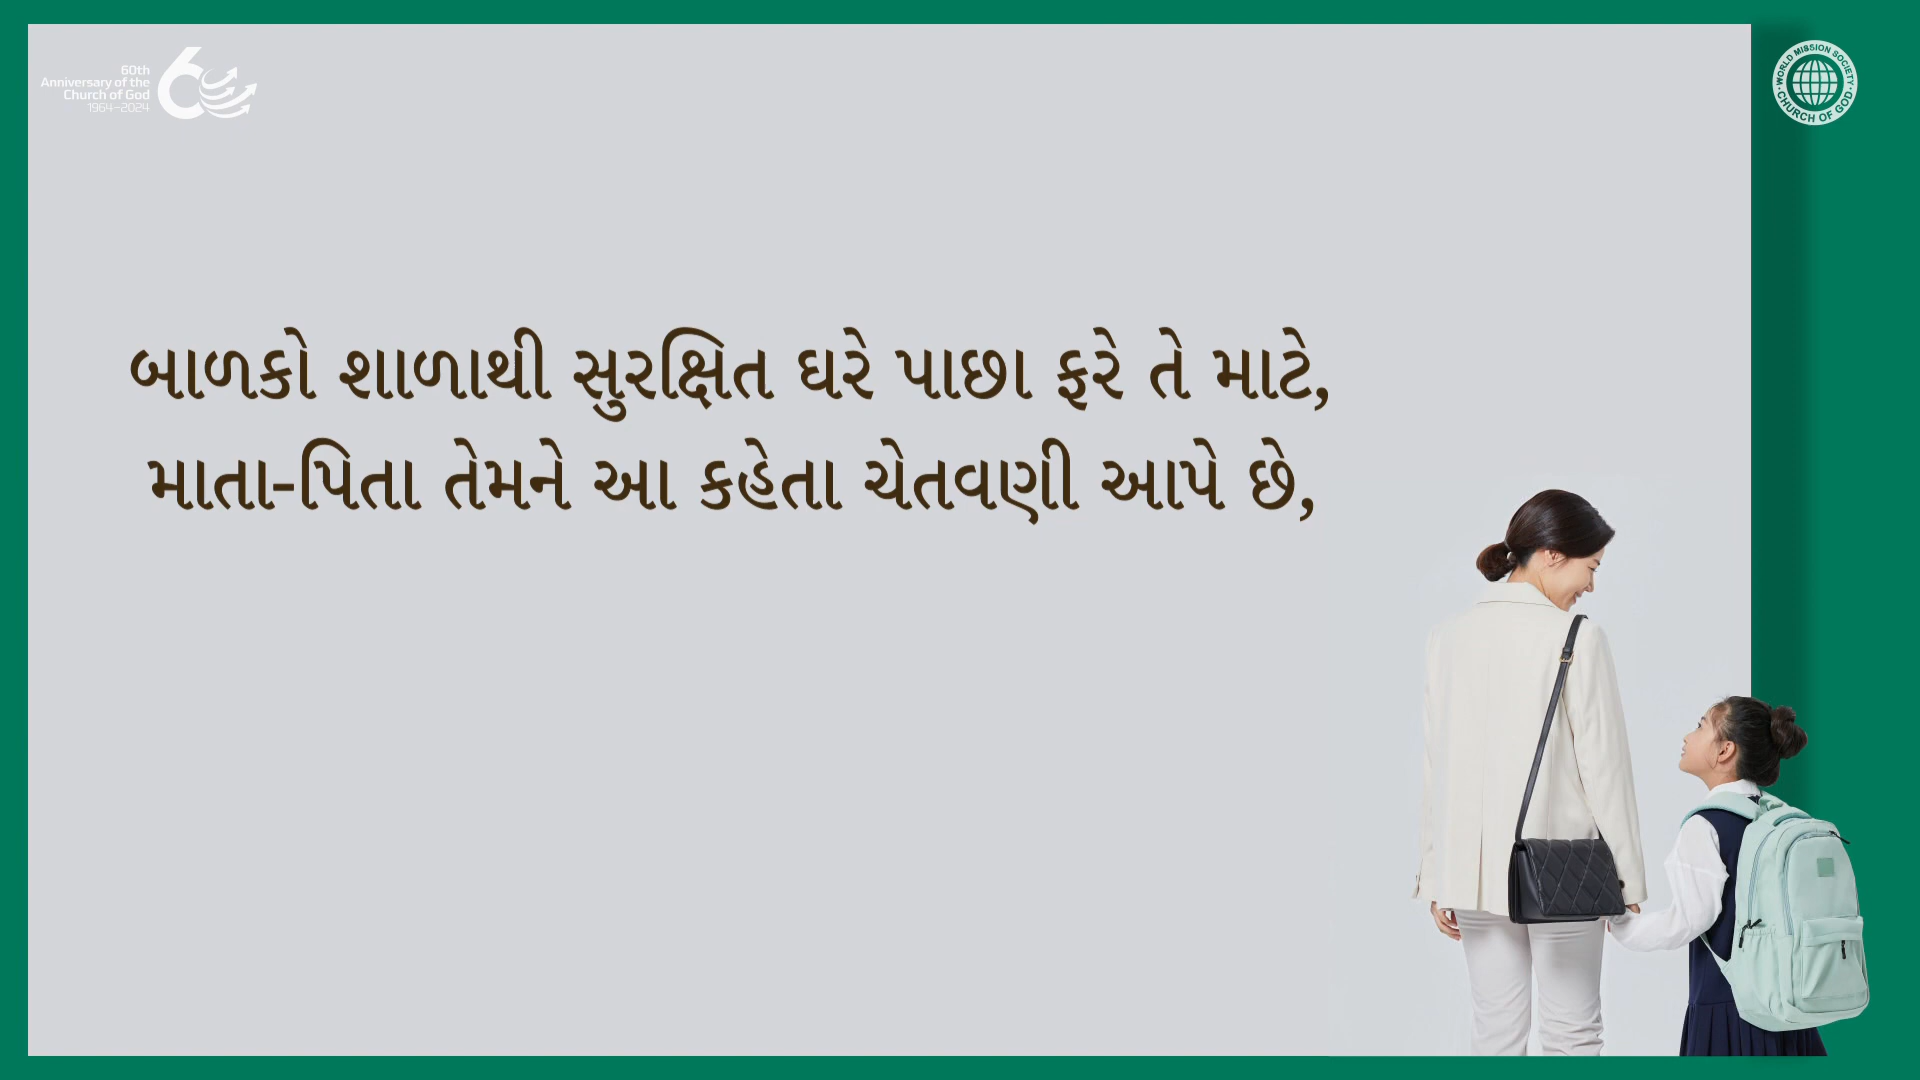 60th
Anniversary of the
Church of God
1964–2024
WORLD MISSION SOCIETY
CHURCH OF GOD
બાળકો શાળાથી સુરક્ષિત ઘરે પાછા ફરે તે માટે,
માતા-પિતા તેમને આ કહેતા ચેતવણી આપે છે,